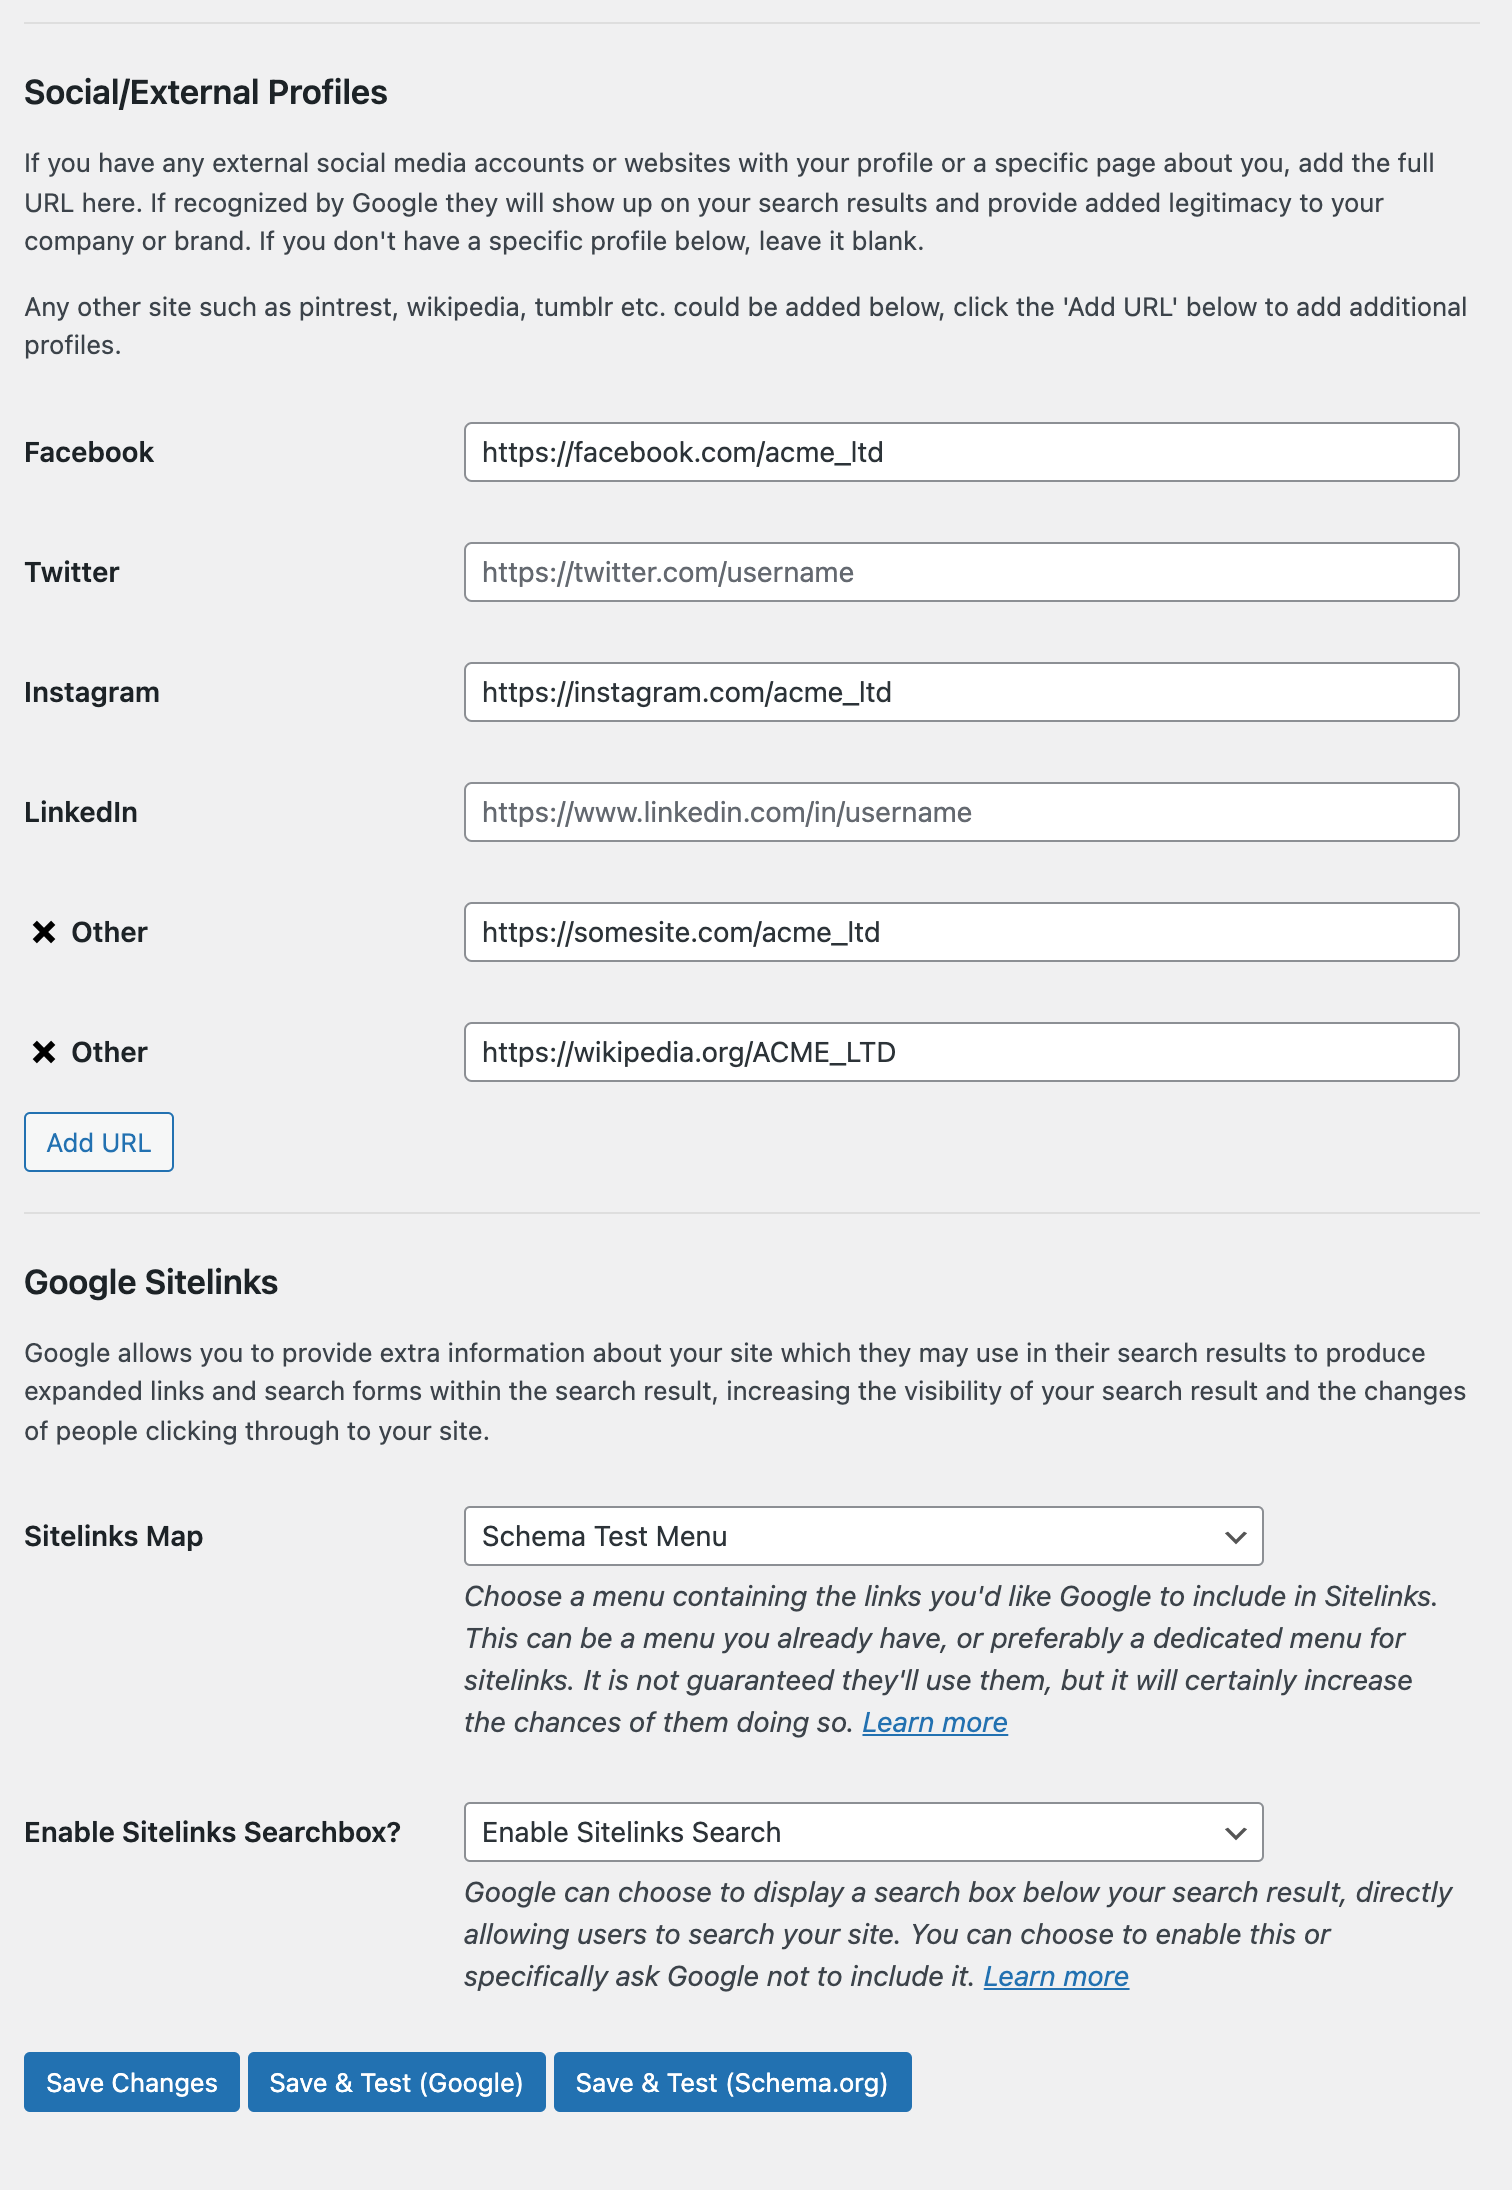 Social/External Profiles
If you have any external social media accounts or websites with your profile or a specific page about you, add the full
URL here. If recognized by Google they will show up on your search results and provide added legitimacy to your
company or brand. If you don't have a specific profile below, leave it blank.
Any other site such as pintrest, wikipedia, tumblr etc. could be added below, click the 'Add URL' below to add additional
profiles.
Facebook https://facebook.com/acme_ltd
Twitter https://twitter.com/username
Instagram https://instagram.com/acme_ltd
LinkedIn https://www.linkedin.com/in/username
Other https://somesite.com/acme_ltd
Other https://wikipedia.org/ACME_LTD
Add URL
Google Sitelinks
Google allows you to provide extra information about your site which they may use in their search results to produce
expanded links and search forms within the search result, increasing the visibility of your search result and the changes
of people clicking through to your site.
Sitelinks Map Schema Test Menu
Choose a menu containing the links you'd like Google to include in Sitelinks.
This can be a menu you already have, or preferably a dedicated menu for
sitelinks. It is not guaranteed they'll use them, but it will certainly increase
the chances of them doing so. Learn more
Enable Sitelinks Searchbox? Enable Sitelinks Search
Google can choose to display a search box below your search result, directly
allowing users to search your site. You can choose to enable this or
specifically ask Google not to include it. Learn more
Save Changes Save & Test (Google) Save & Test (Schema.org)